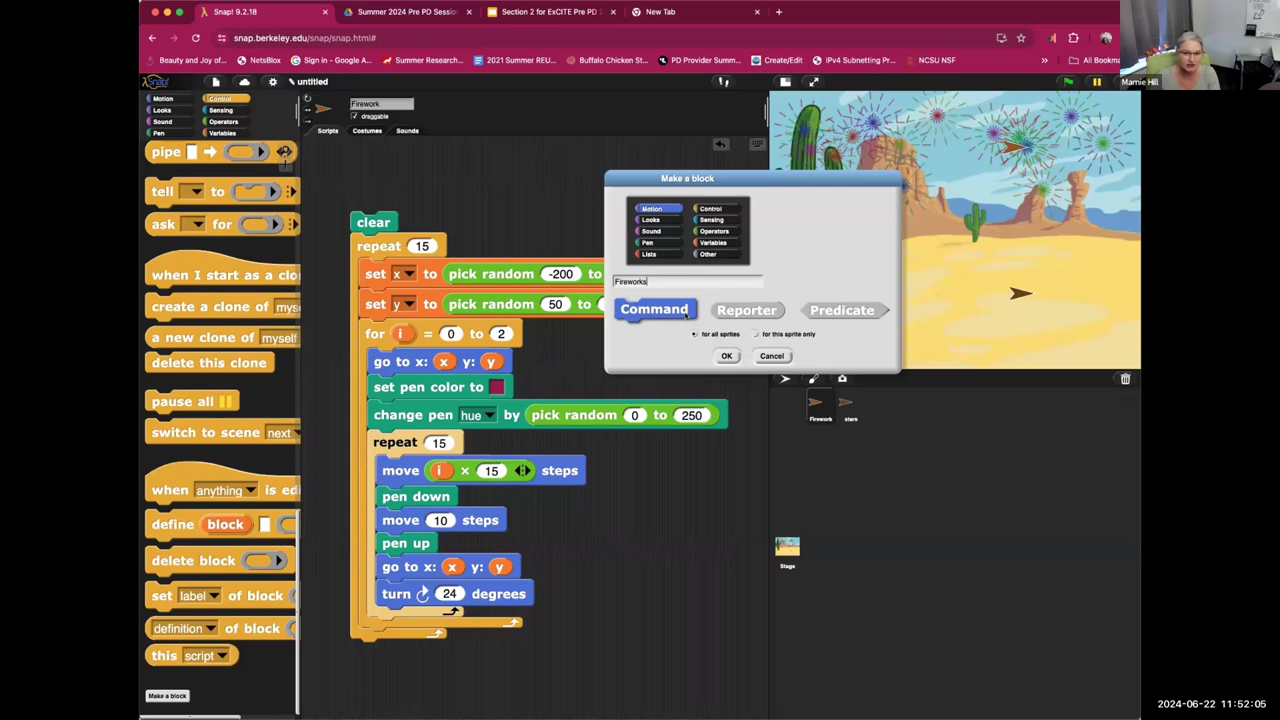 Snap! 9.2.18
Summer 2024 Pre PD Sessi
Section 2 for ExCITE Pre PD
New Tab
snap.berkeley.edu/snap/snap.html#
Beauty and Joy of...
NetsBlox
Sign in - Google A...
Summer Research...
2021 Summer REU...
Buffalo Chicken St...
PD Provider Summ...
Create/Edit
IPv4 Subnetting Pr...
NCSU NSF
All Bookma
Marnie Hill
untitled
Motion
Control
Looks
Sensing
Sound
Operators
Pen
Variables
Firework
draggable
Scripts
Costumes
Sounds
pipe
tell to
ask for
when I start as a clo
create a clone of mys
a new clone of myself
delete this clone
pause all
switch to scene next
when anything is edi
define block
delete block
set label of block
definition of block
this script
Make a block
clear
repeat 15
set x to pick random -200 to
set y to pick random 50 to
for i = 0 to 2
go to x: x y: y
set pen color to
change pen hue by pick random 0 to 250
repeat 15
move i × 15 steps
pen down
move 10 steps
pen up
go to x: x y: y
turn 24 degrees
Make a block
Motion
Control
Looks
Sensing
Sound
Operators
Pen
Variables
Lists
Other
Fireworks
Command
Reporter
Predicate
for all sprites
for this sprite only
OK
Cancel
Firework
stars
Stage
2024-06-22 11:52:05